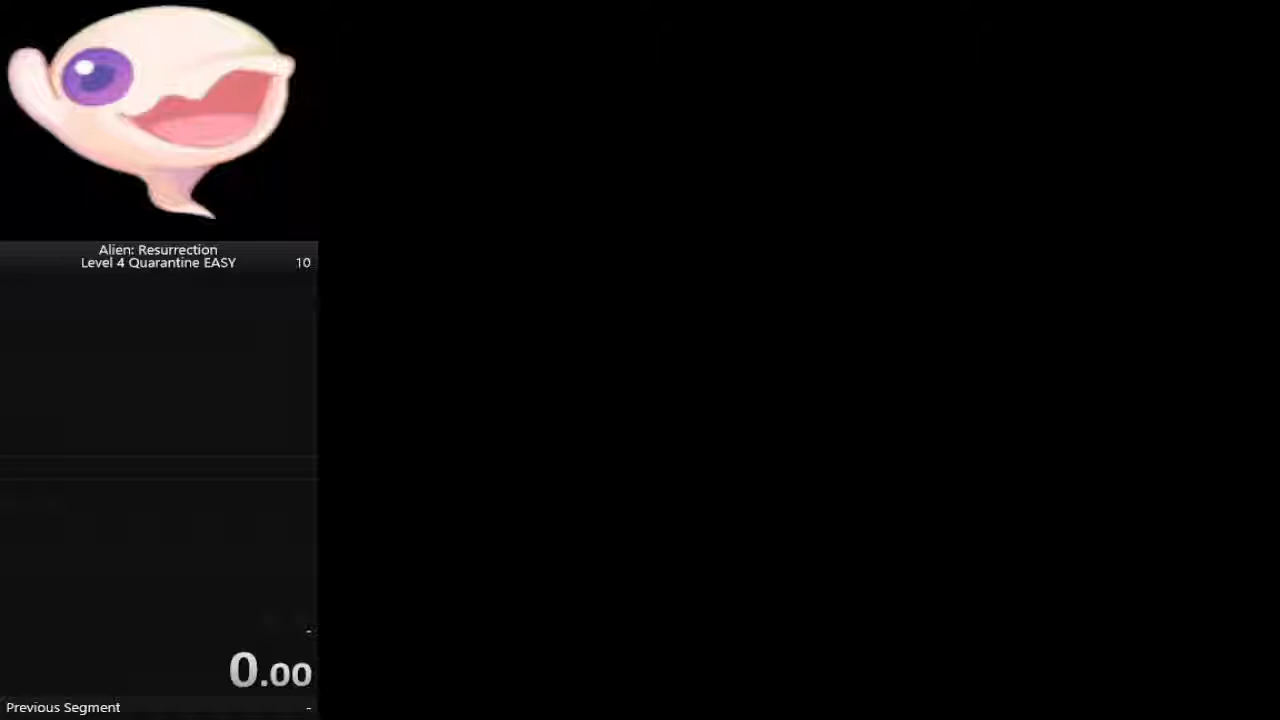 Alien: Resurrection
Level 4 Quarantine EASY 10
-
0.00
Previous Segment -